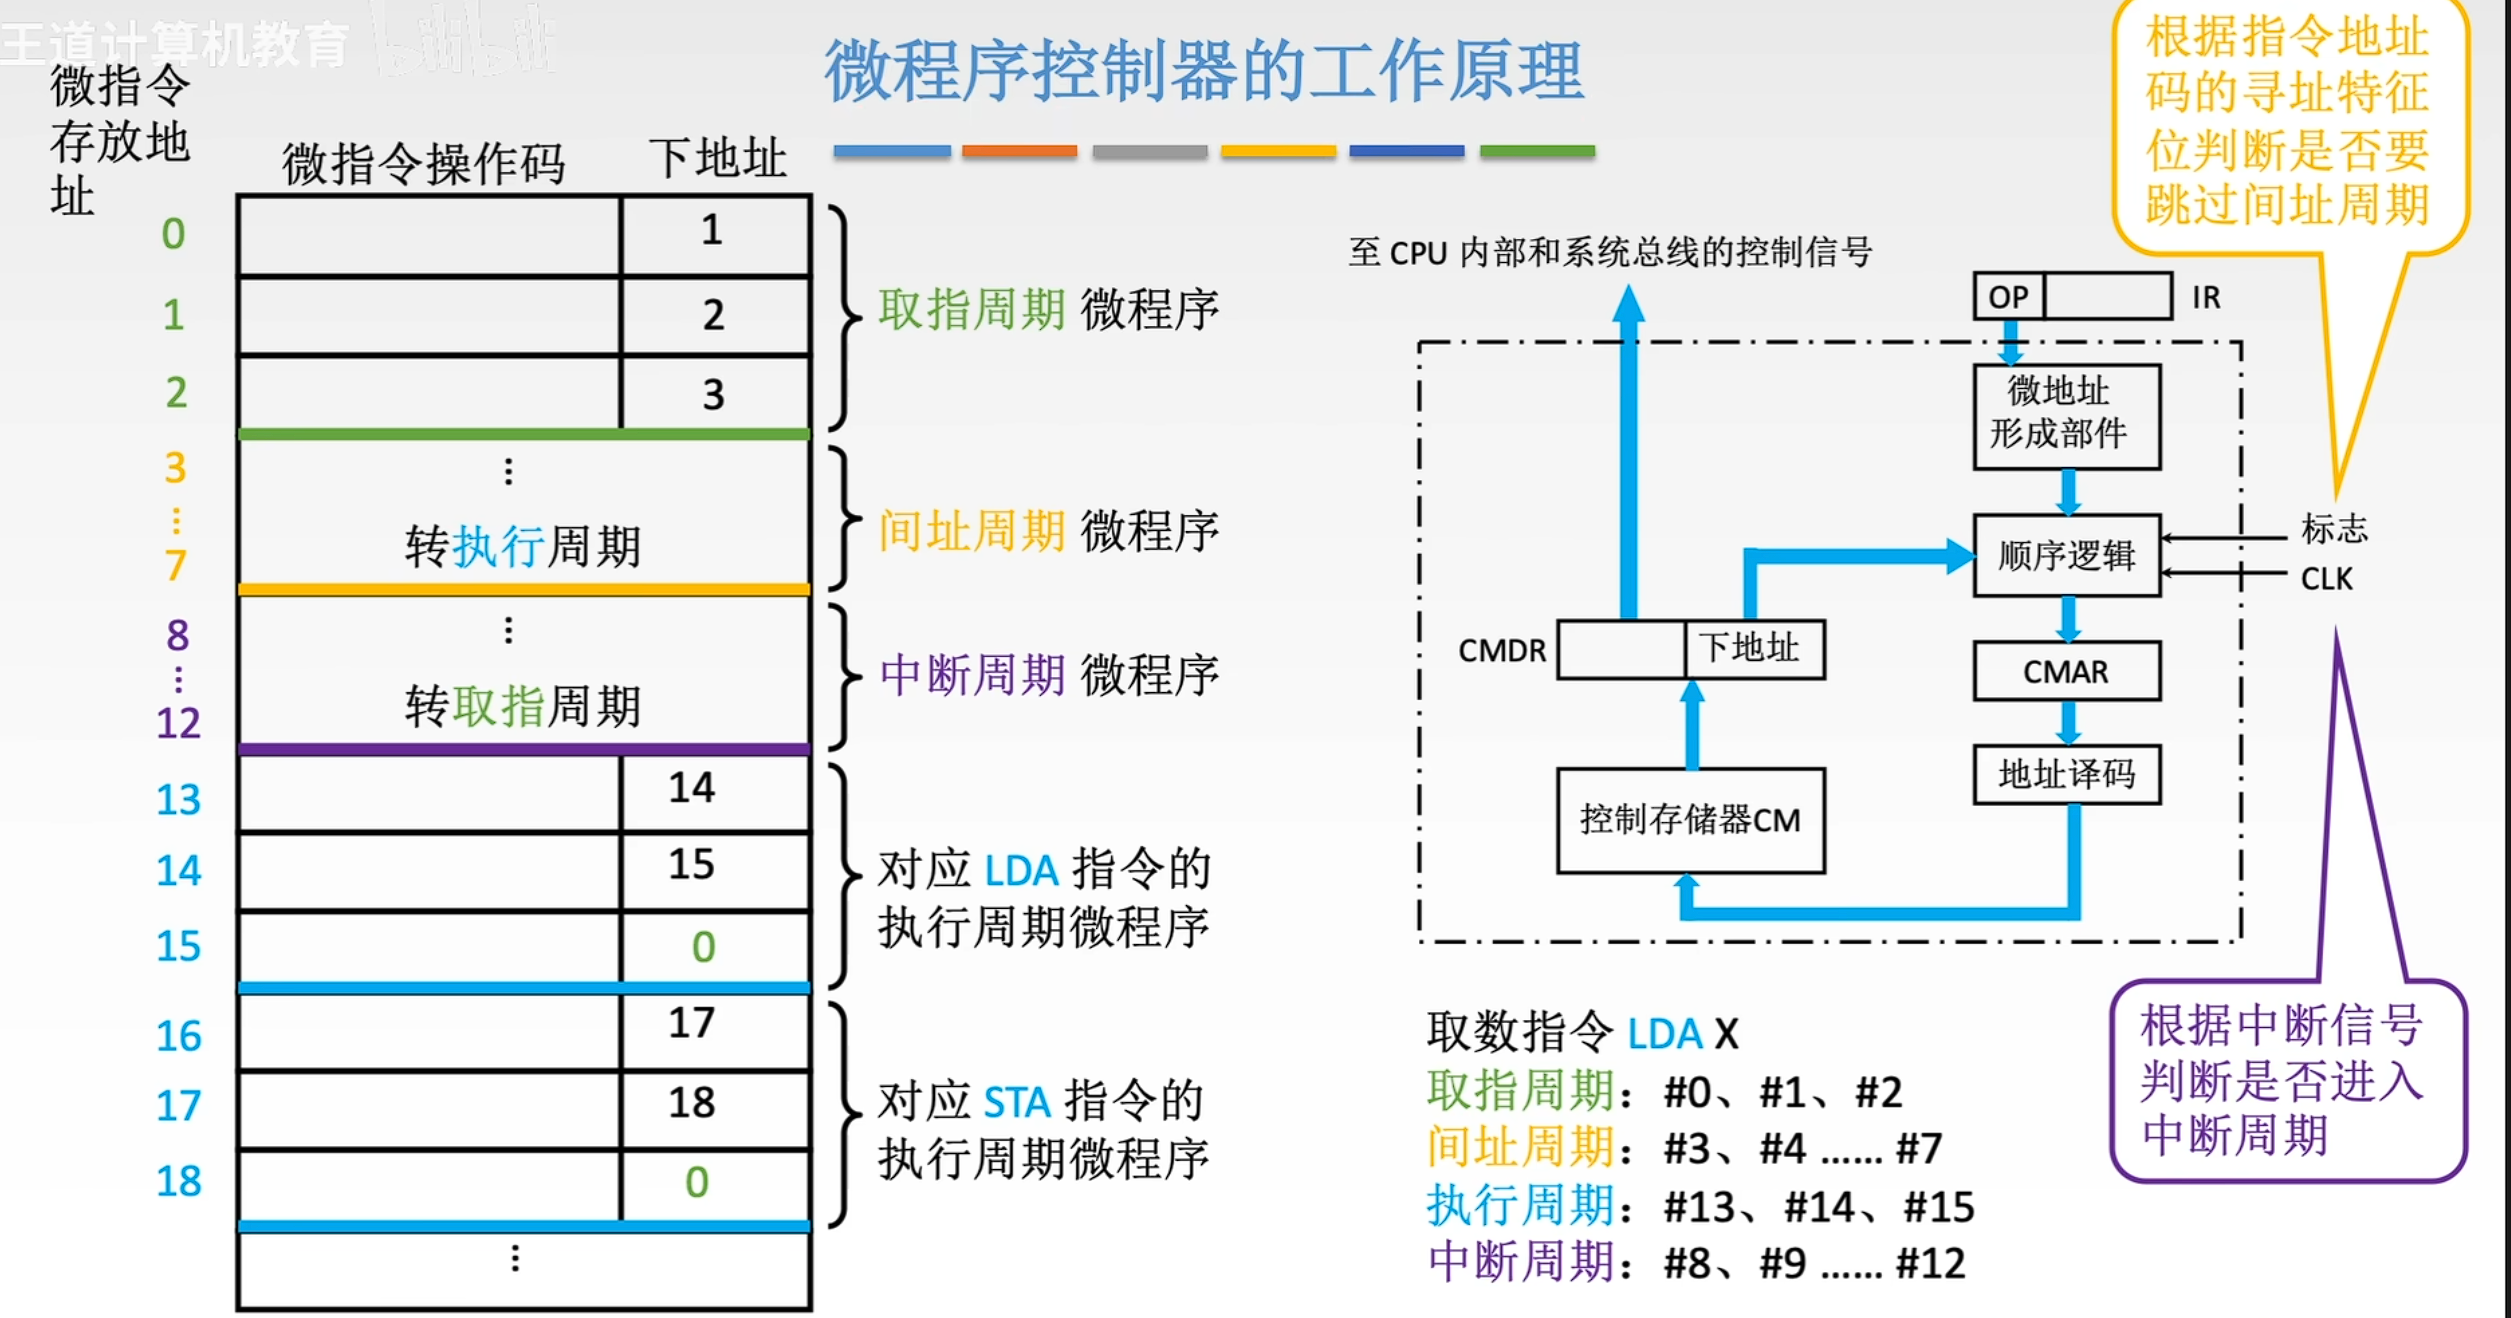 王道计算机教育 bilibili
微程序控制器的工作原理
微指令
存放地
址
微指令操作码 下地址
0 1
1 2
2 3
取指周期 微程序
3
⋮ ⋮
7 转执行周期
间址周期 微程序
8
⋮ ⋮
12 转取指周期
中断周期 微程序
13 14
14 15
15 0
对应 LDA 指令的
执行周期微程序
16 17
17 18
18 0
对应 STA 指令的
执行周期微程序
⋮
根据指令地址
码的寻址特征
位判断是否要
跳过间址周期
至 CPU 内部和系统总线的控制信号
OP IR
微地址
形成部件
顺序逻辑
标志
CLK
CMDR 下地址
CMAR
地址译码
控制存储器CM
根据中断信号
判断是否进入
中断周期
取数指令 LDA X
取指周期：#0、#1、#2
间址周期：#3、#4 …… #7
执行周期：#13、#14、#15
中断周期：#8、#9 …… #12